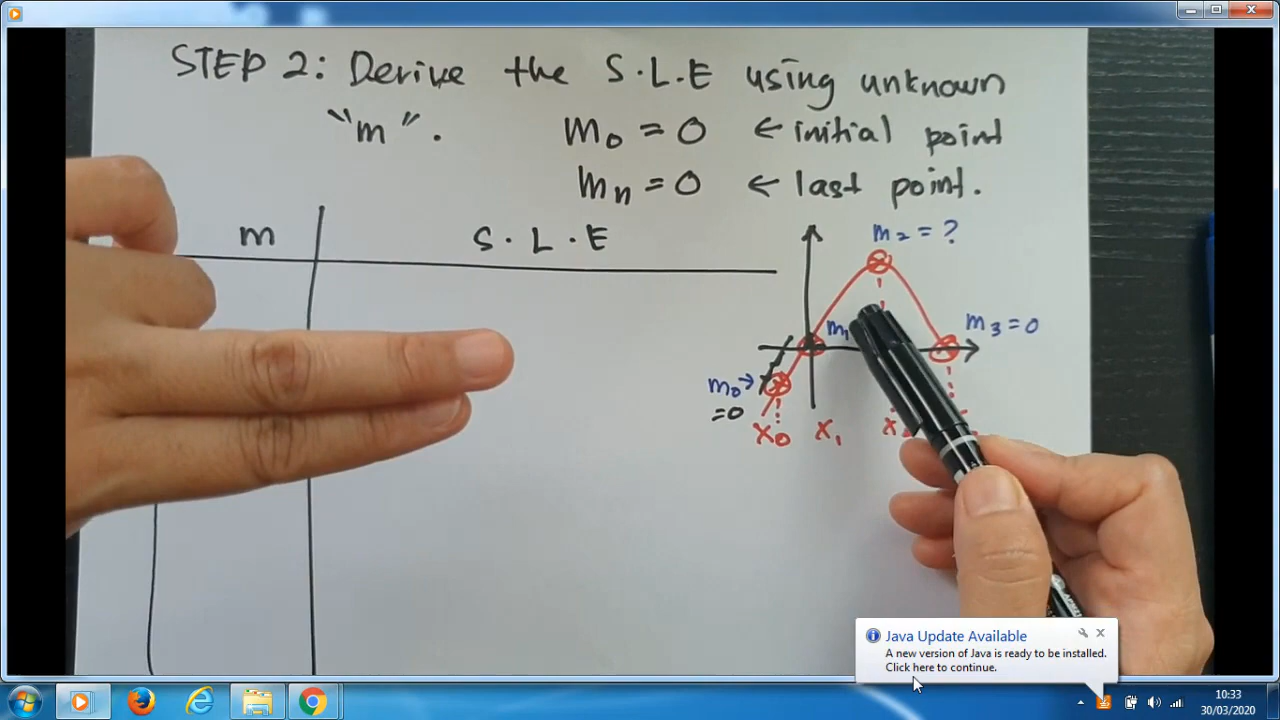 STEP 2: Derive the S.L.E using unknown
"m". m₀ = 0 ← initial point
mₙ = 0 ← last point.
m S.L.E
m₂ = ?
m₁
m₃ = 0
m₀ →
= 0
x₀ x₁
Java Update Available
A new version of Java is ready to be installed.
Click here to continue.
10:33
30/03/2020